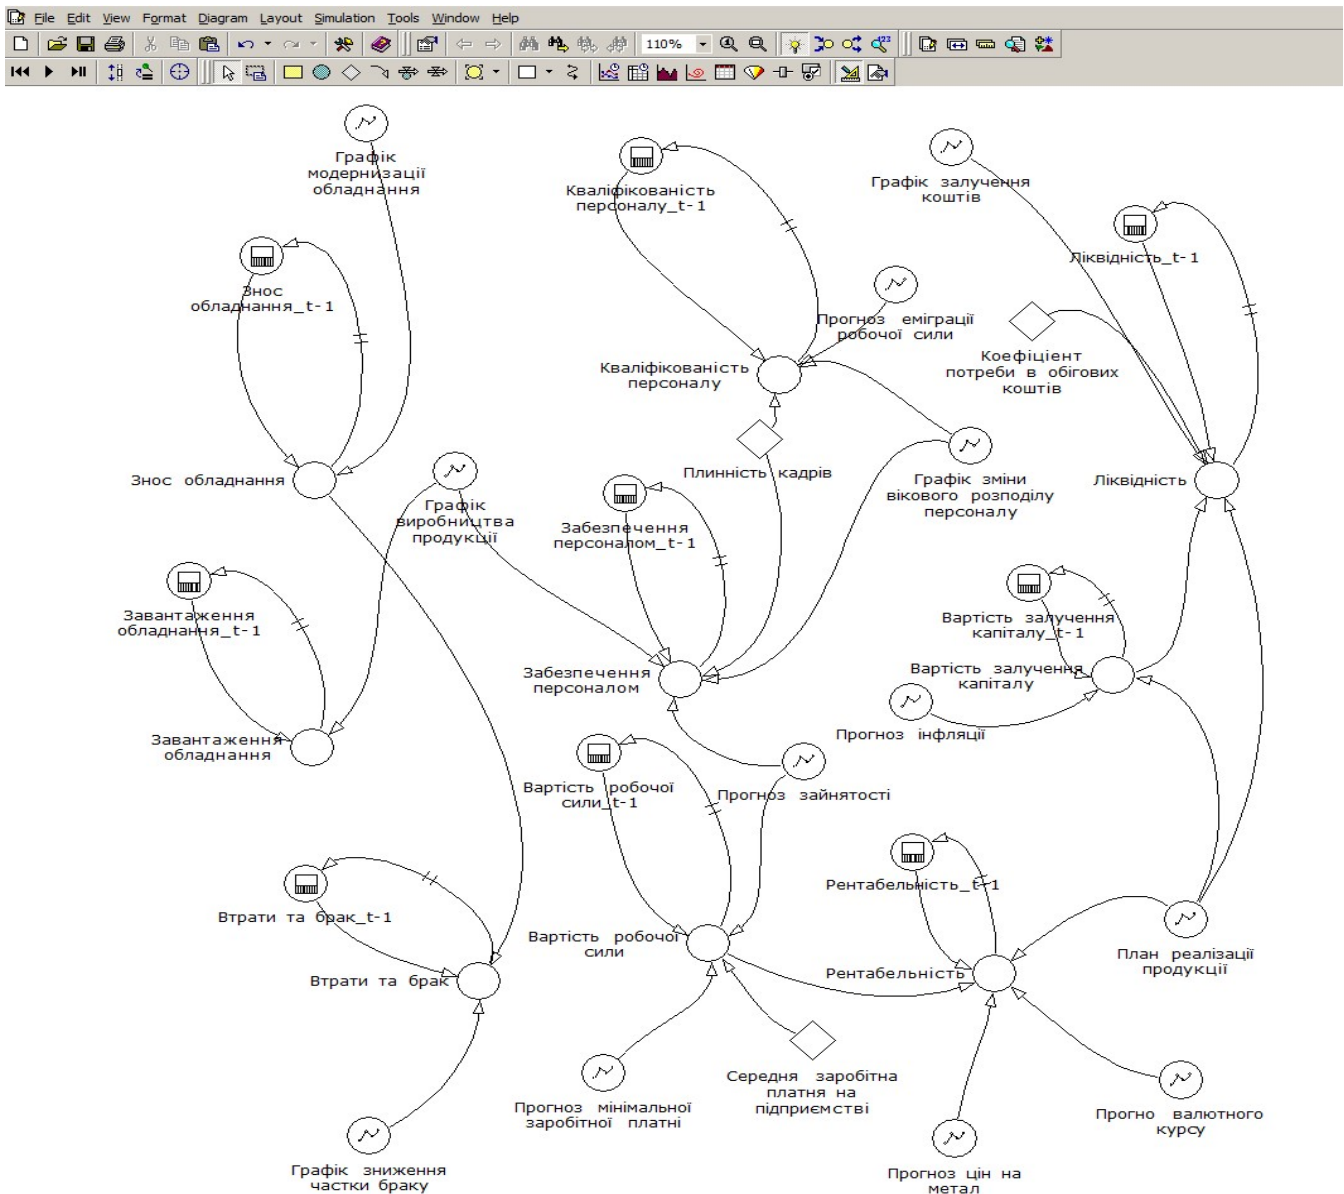 File Edit View Format Diagram Layout Simulation Tools Window Help
110%
Графік
модернизації
обладнання
Кваліфікованість
персоналу_t-1
Графік залучення
коштів
Ліквідність_t-1
Знос
обладнання_t-1
Прогноз еміграції
робочої сили
Коефіціент
потреби в обігових
коштів
Кваліфікованість
персоналу
Плинність кадрів
Знос обладнання
Графік
виробництва
продукції
Графік зміни
вікового розподілу
персоналу
Ліквідність
Забезпечення
персоналом_t-1
Завантаження
обладнання_t-1
Вартість залучення
капіталу_t-1
Забезпечення
персоналом
Вартість залучення
капіталу
Прогноз інфляції
Завантаження
обладнання
Вартість робочої
сили_t-1
Прогноз зайнятості
Рентабельність_t-1
Втрати та брак_t-1
Вартість робочої
сили
Рентабельність
План реалізації
продукції
Втрати та брак
Середня заробітна
платня на
підприємстві
Прогноз мінімальної
заробітної платні
Прогно валютного
курсу
Графік зниження
частки браку
Прогноз цін на
метал